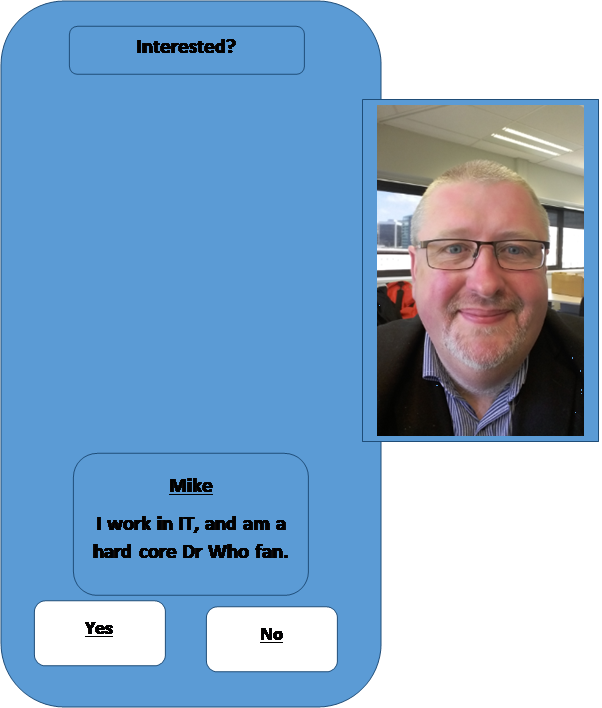 Interested?
Mike
I work in IT, and am a
hard core Dr Who fan.
Yes
No